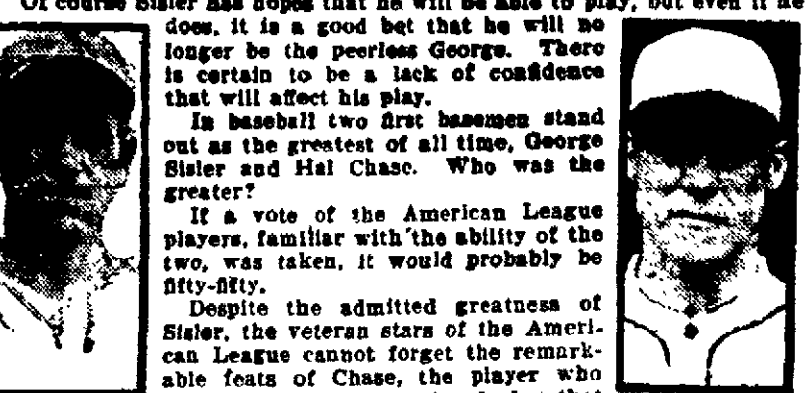 Of course Sisler has hopes that he will be able to play, but even if he
does, it is a good bet that he will no
longer be the peerless George. There
is certain to be a lack of confidence
that will affect his play.
In baseball two first basemen stand
out as the greatest of all time, George
Sisler and Hal Chase. Who was the
greater?
If a vote of the American League
players, familiar with the ability of the
two, was taken, it would probably be
fifty-fifty.
Despite the admitted greatness of
Sisler, the veteran stars of the Ameri-
can League cannot forget the remark-
able feats of Chase, the player who